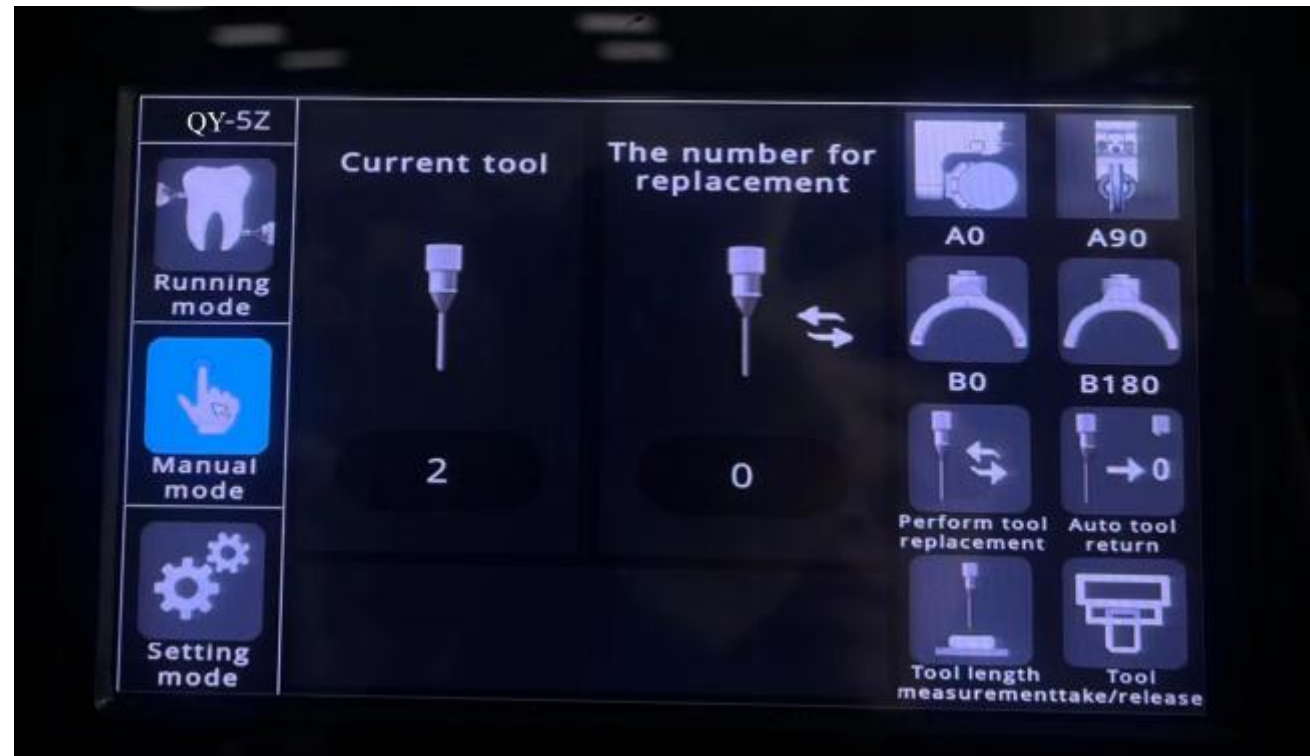 QY-5Z
Running
mode
Manual
mode
Setting
mode
Current tool
2
The number for
replacement
0
A0
A90
B0
B180
Perform tool
replacement
0
Auto tool
return
Tool length
measurement
Tool
take/release